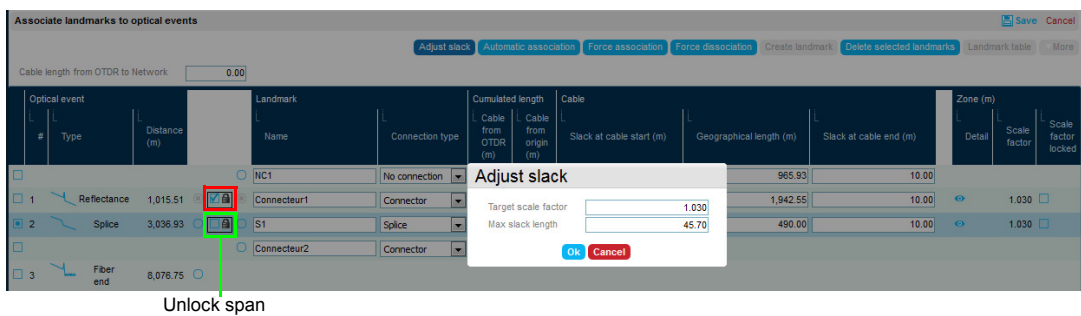 Associate landmarks to optical events
Save Cancel
Adjust slack Automatic association Force association Force dissociation Create landmark Delete selected landmarks Landmark table More
Cable length from OTDR to Network 0.00
Optical event Landmark Cumulated length Cable Zone (m)
# Type Distance (m) Name Connection type Cable from OTDR (m) Cable from origin (m) Slack at cable start (m) Geographical length (m) Slack at cable end (m) Detail Scale factor Scale factor locked
NC1 No connection 965.93 10.00
1 Reflectance 1,015.51 Connecteur1 Connector 1,942.55 10.00 1.030
2 Splice 3,036.93 S1 Splice 490.00 10.00 1.030
Connecteur2 Connector
3 Fiber end 8,076.75
Adjust slack
Target scale factor 1.030
Max slack length 45.70
Ok Cancel
Unlock span